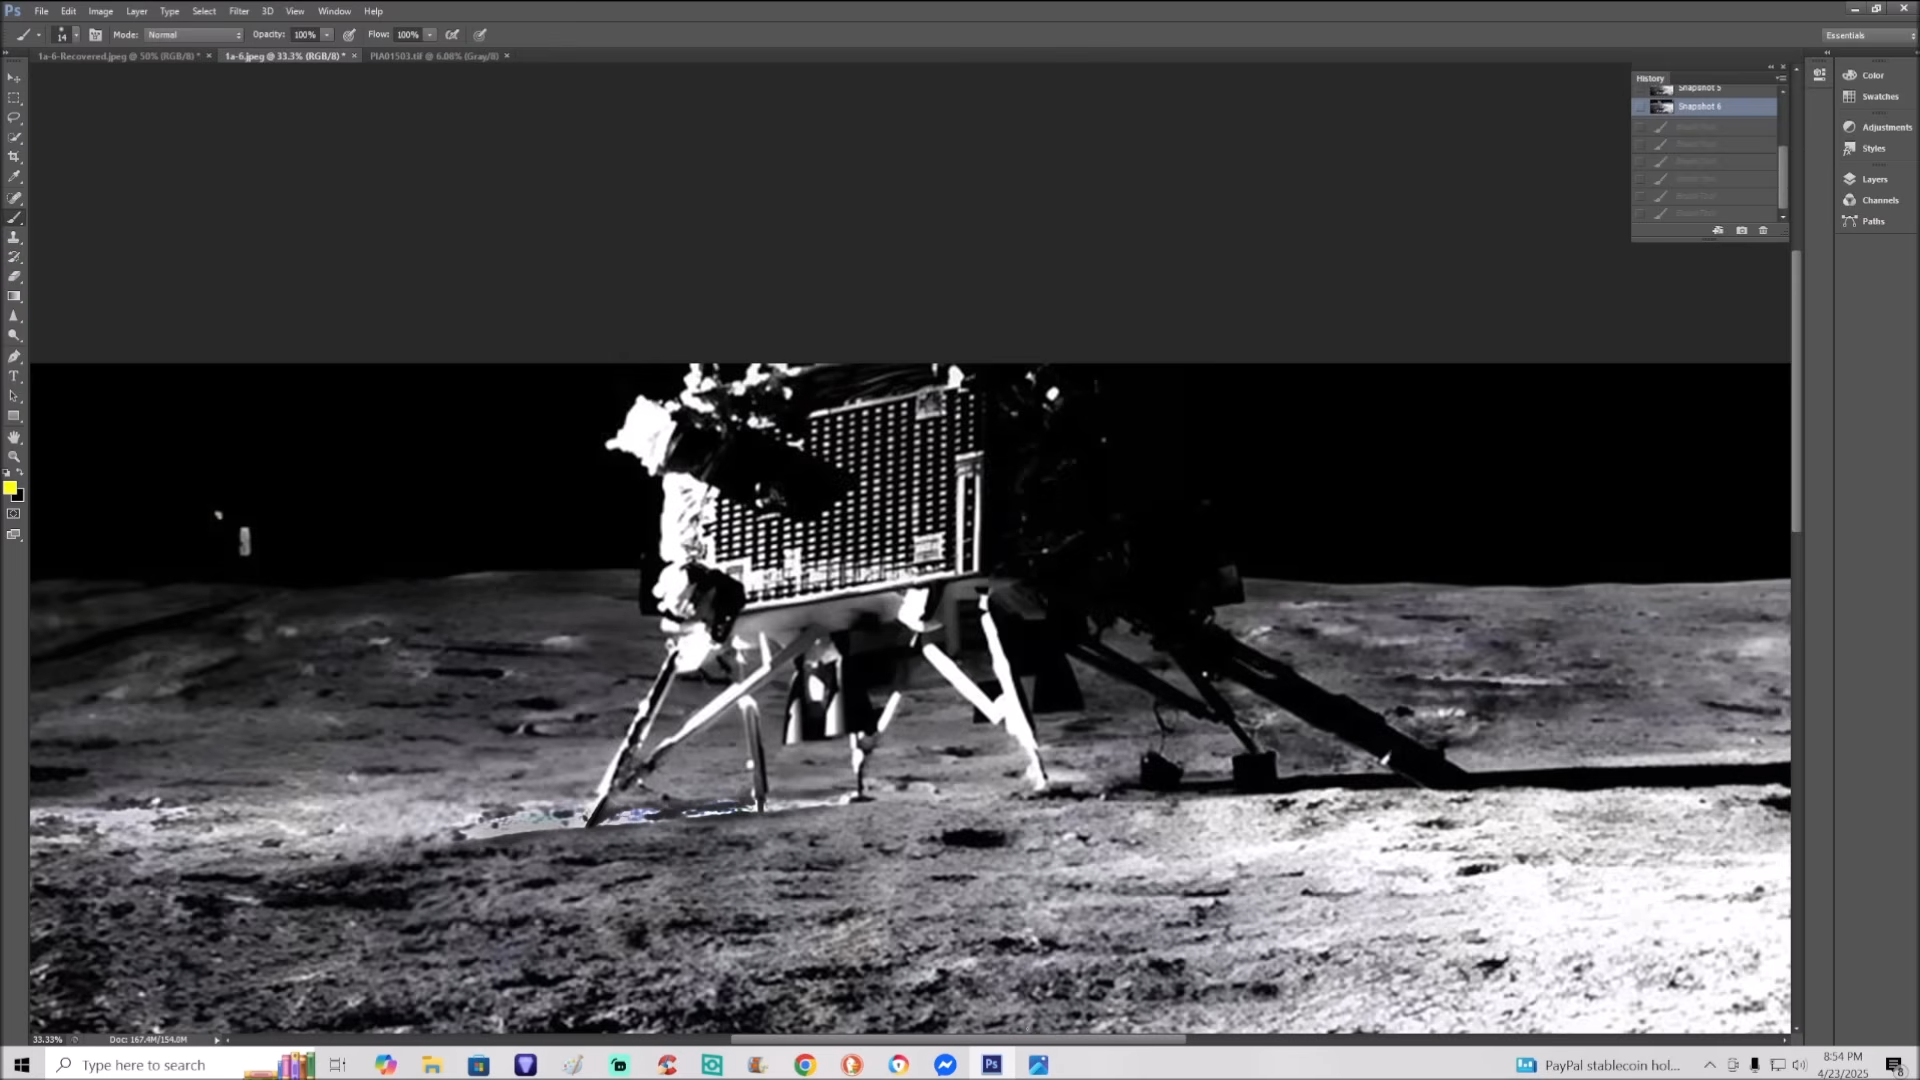 Ps File Edit Image Layer Type Select Filter 3D View Window Help
14 Mode: Normal Opacity: 100% Flow: 100% Essentials
1a-6-Recovered.jpeg @ 50% (RGB/8) * × 1a-6.jpeg @ 33.3% (RGB/8) * × PIA01503.tif @ 6.08% (Gray/8) ×
History
Snapshot 5
Snapshot 6
Color
Swatches
Adjustments
Styles
Layers
Channels
Paths
33.33% Doc: 167.4M/154.0M
Type here to search
Ps
PayPal stablecoin hol...
8:54 PM
4/23/2025